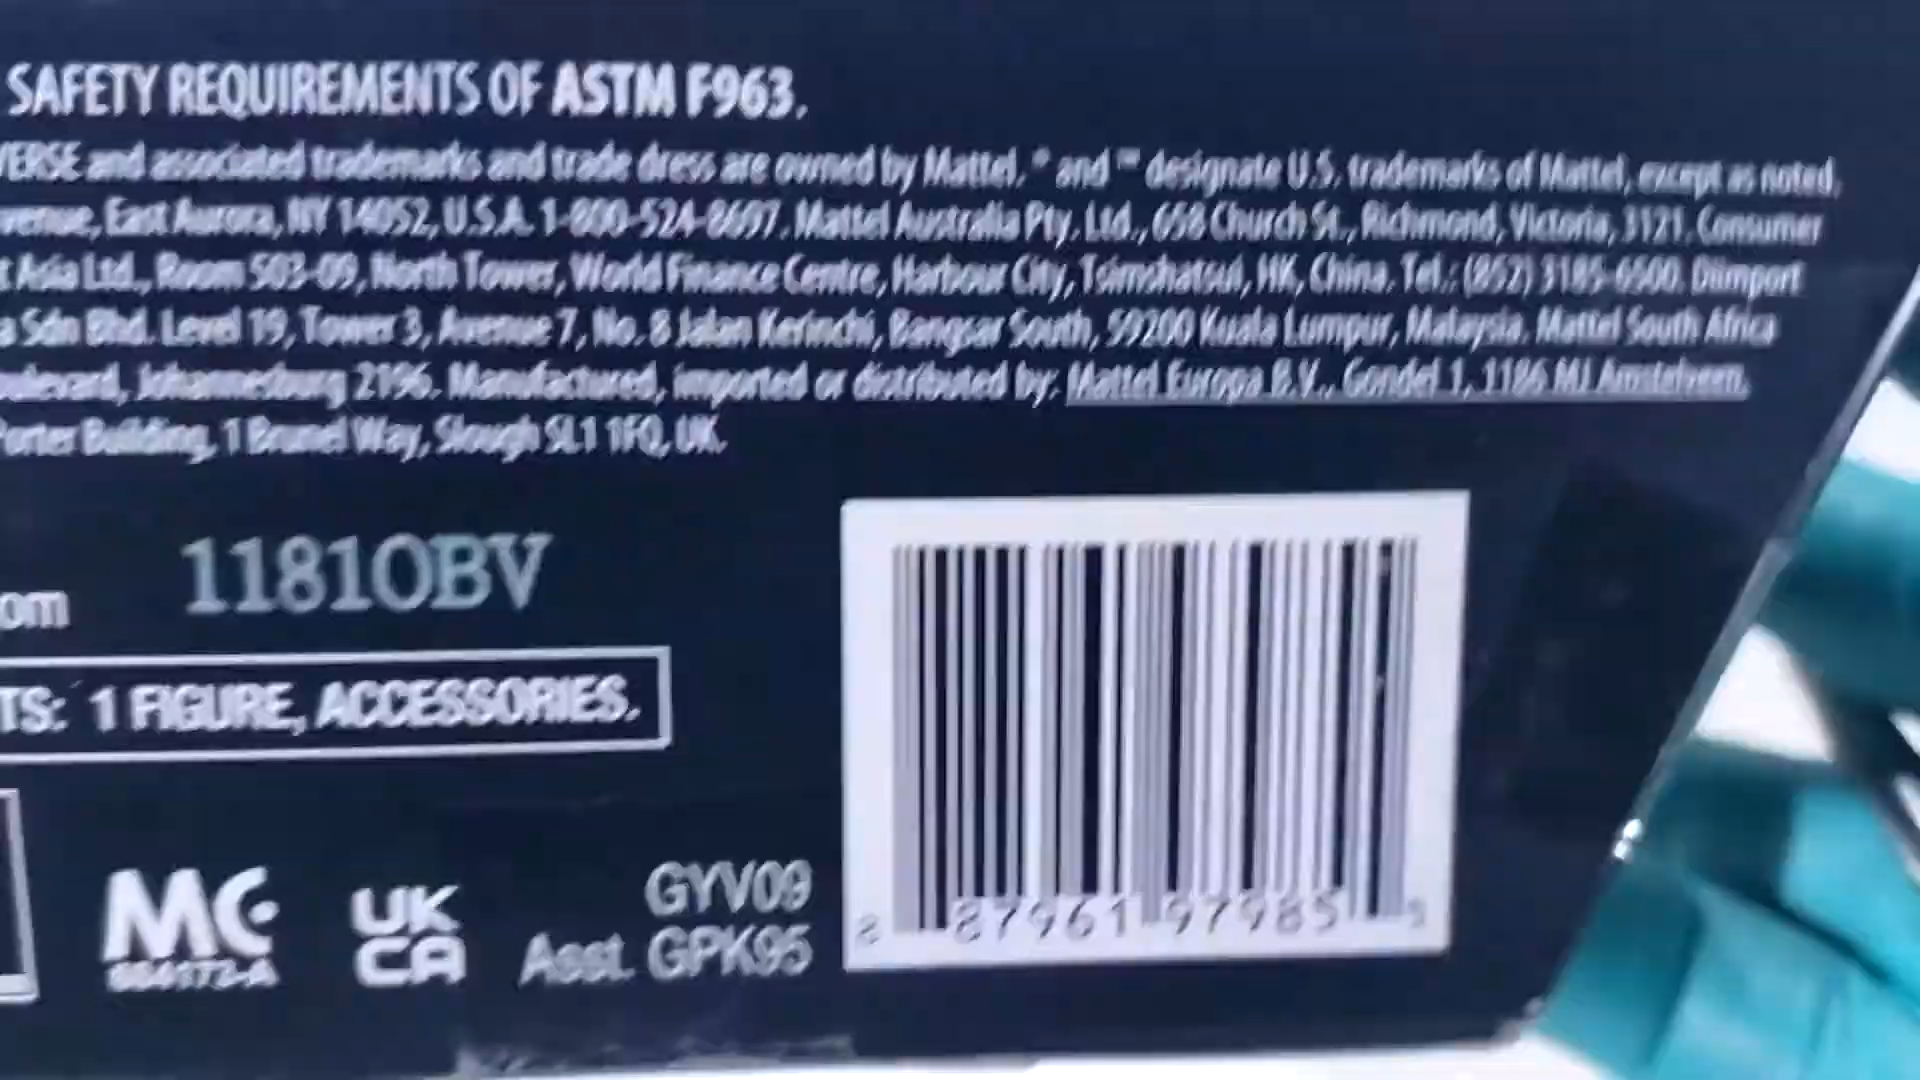 SAFETY REQUIREMENTS OF ASTM F963.
VERSE and associated trademarks and trade dress are owned by Mattel. ® and ™ designate U.S. trademarks of Mattel, except as noted.
venue, East Aurora, NY 14052, U.S.A. 1-800-524-8697. Mattel Australia Pty. Ltd., 658 Church St., Richmond, Victoria, 3121. Consumer
t Asia Ltd., Room 503-09, North Tower, World Finance Centre, Harbour City, Tsimshatsui, HK, China. Tel.: (852) 3185-6500. Diimport
a Sdn Bhd. Level 19, Tower 3, Avenue 7, No. 8 Jalan Kerinchi, Bangsar South, 59200 Kuala Lumpur, Malaysia. Mattel South Africa
oulevard, Johannesburg 2196. Manufactured, imported or distributed by: Mattel Europa B.V., Gondel 1, 1186 MJ Amstelveen,
Porter Building, 1 Brunel Way, Slough SL1 1FQ, UK.
om 11810BV
TS: 1 FIGURE, ACCESSORIES.
MC
UK
CA
GYV09
Asst. GPK95
8 87961 97985